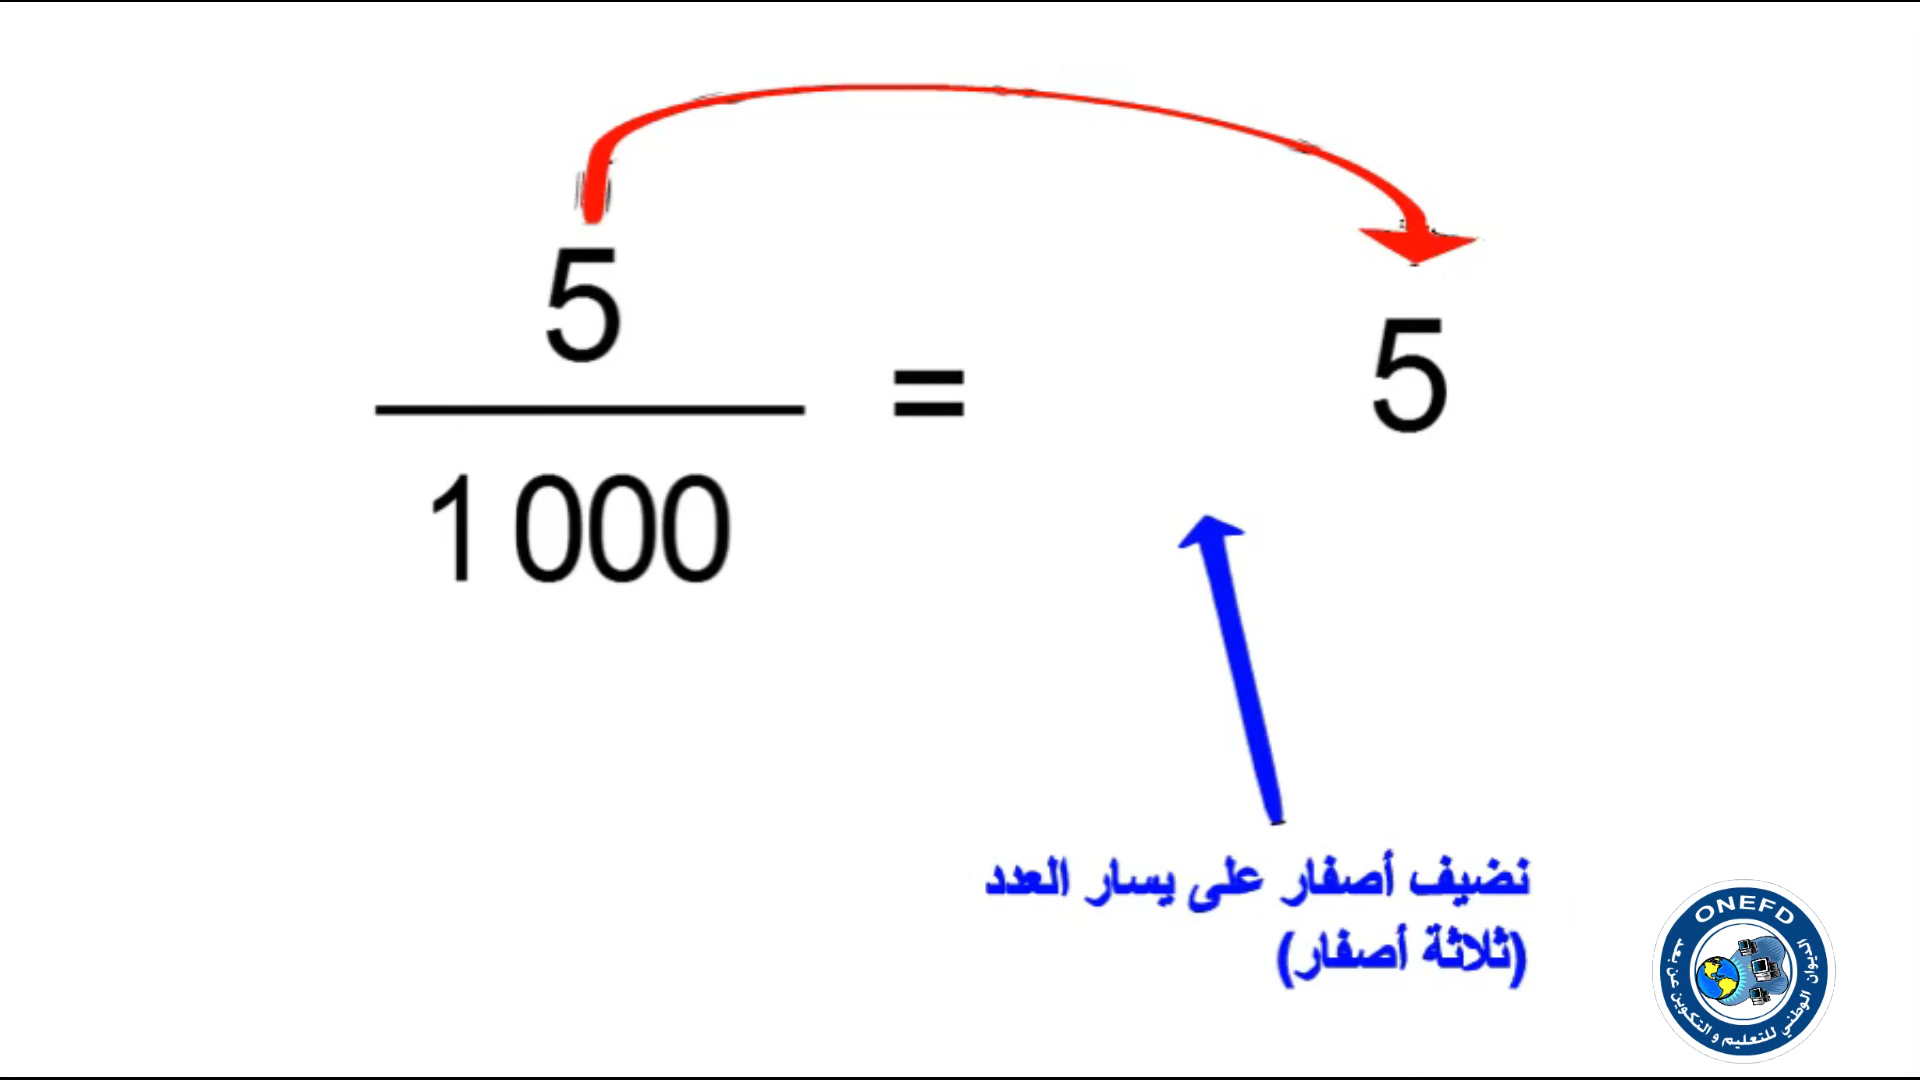 5
1 000
=
5
نضيف أصفار على يسار العدد
(ثلاثة أصفار)
ONEFD
الديوان الوطني للتعليم و التكوين عن بعد